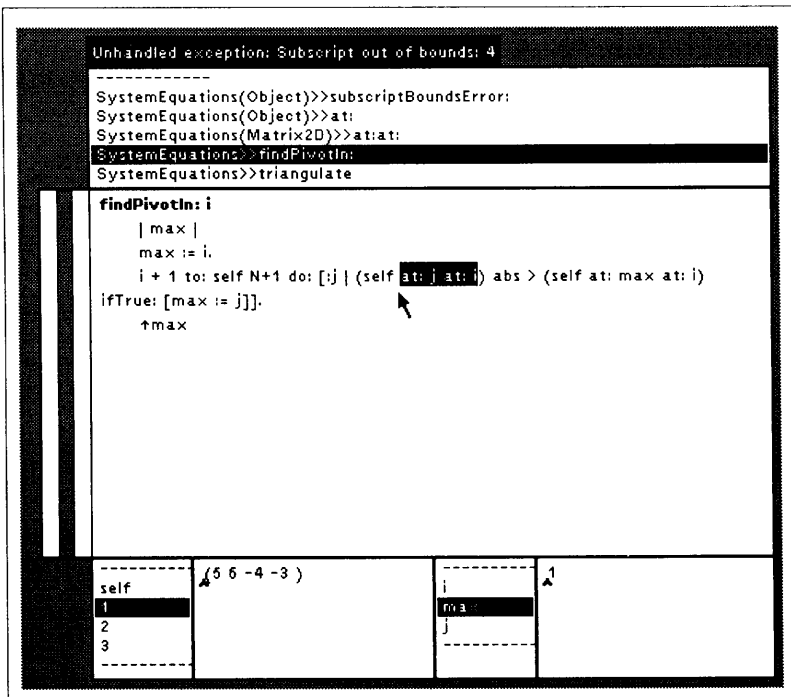 Unhandled exception: Subscript out of bounds: 4
------------
SystemEquations(Object)>>subscriptBoundsError:
SystemEquations(Object)>>at:
SystemEquations(Matrix2D)>>at:at:
SystemEquations>>findPivotIn:
SystemEquations>>triangulate
findPivotIn: i
| max |
max := i.
i + 1 to: self N+1 do: [:j | (self at: j at: i) abs > (self at: max at: i)
ifTrue: [max := j]].
↑max
------------
self
1
2
3
------------
(5 6 -4 -3 )
------------
i
max
j
------------
1